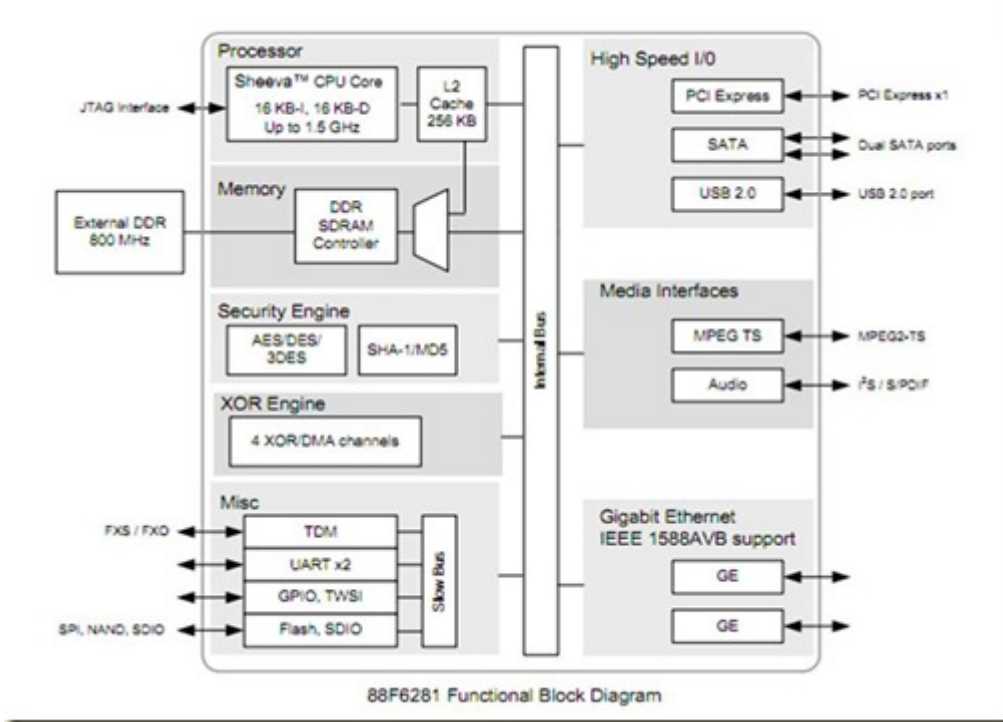 Processor
Sheeva™ CPU Core
16 KB-I, 16 KB-D
Up to 1.5 GHz
L2
Cache
256 KB
JTAG Interface
Memory
DDR
SDRAM
Controller
External DDR
800 MHz
Security Engine
AES/DES/
3DES
SHA-1/MD5
XOR Engine
4 XOR/DMA channels
Misc
FXS / FXO
TDM
UART x2
GPIO, TWSI
SPI, NAND, SDIO
Flash, SDIO
Slow Bus
Internal Bus
High Speed I/0
PCI Express
PCI Express x1
SATA
Dual SATA ports
USB 2.0
USB 2.0 port
Media Interfaces
MPEG TS
MPEG2-TS
Audio
I²S / S/PDIF
Gigabit Ethernet
IEEE 1588AVB support
GE
GE
88F6281 Functional Block Diagram